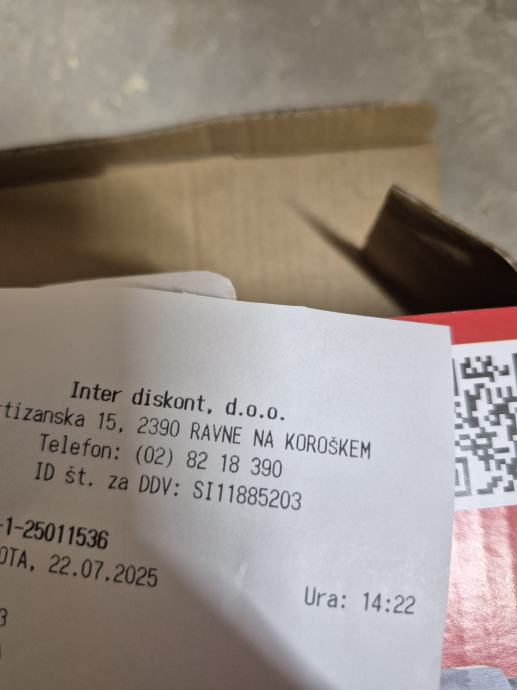 Inter diskont, d.o.o.
rtizanska 15, 2390 RAVNE NA KOROŠKEM
Telefon: (02) 82 18 390
ID št. za DDV: SI11885203
-1-25011536
OTA, 22.07.2025
Ura: 14:22
3